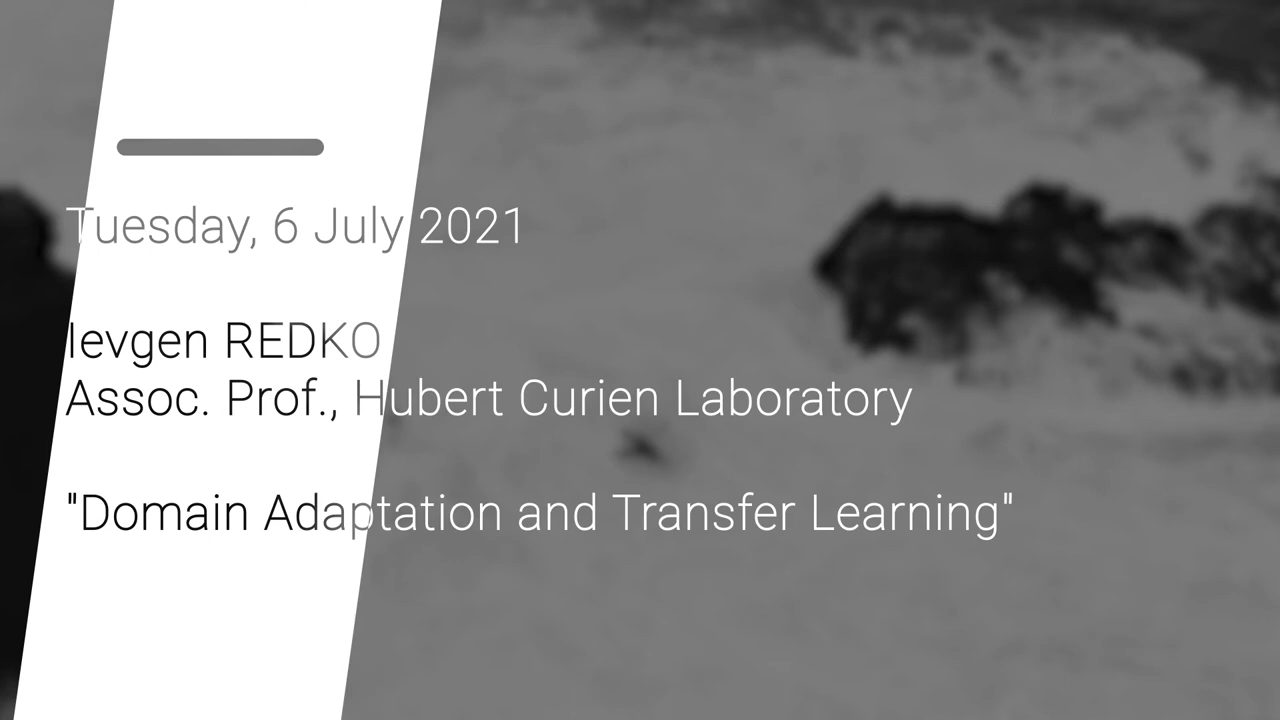 Tuesday, 6 July 2021
Ievgen REDKO
Assoc. Prof., Hubert Curien Laboratory
"Domain Adaptation and Transfer Learning"